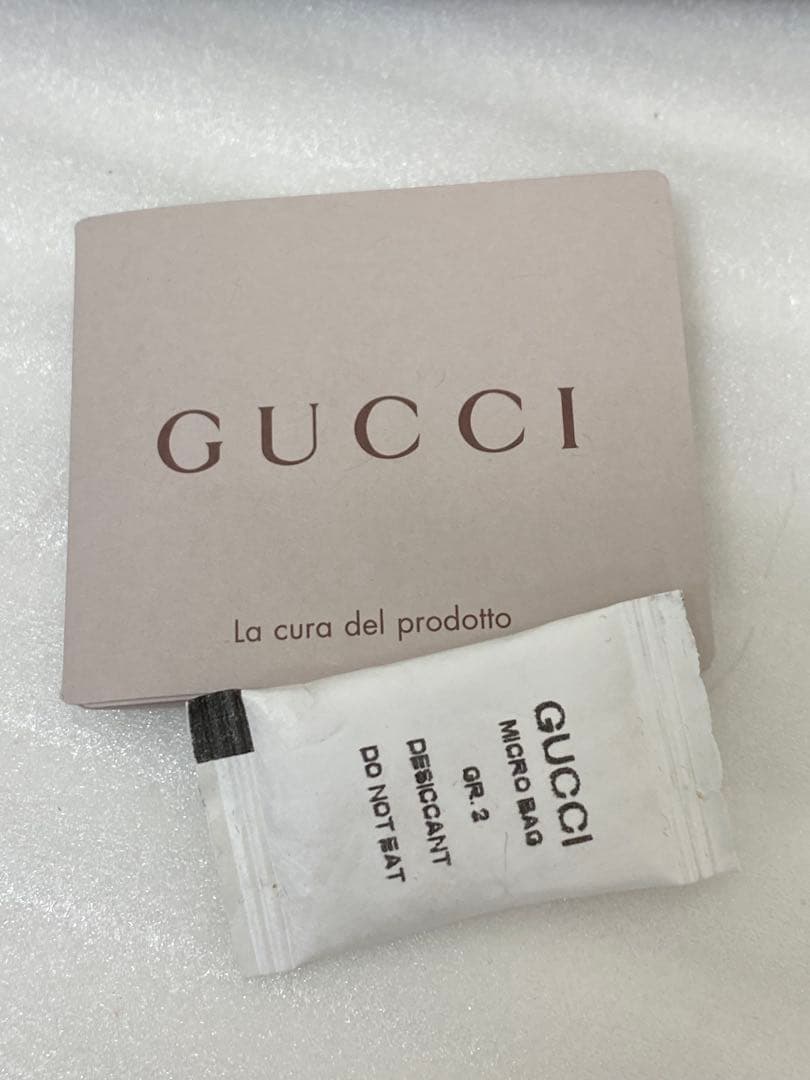 GUCCI
La cura del prodotto
GUCCI
MICRO BAG
GR. 2
DESICCANT
DO NOT EAT